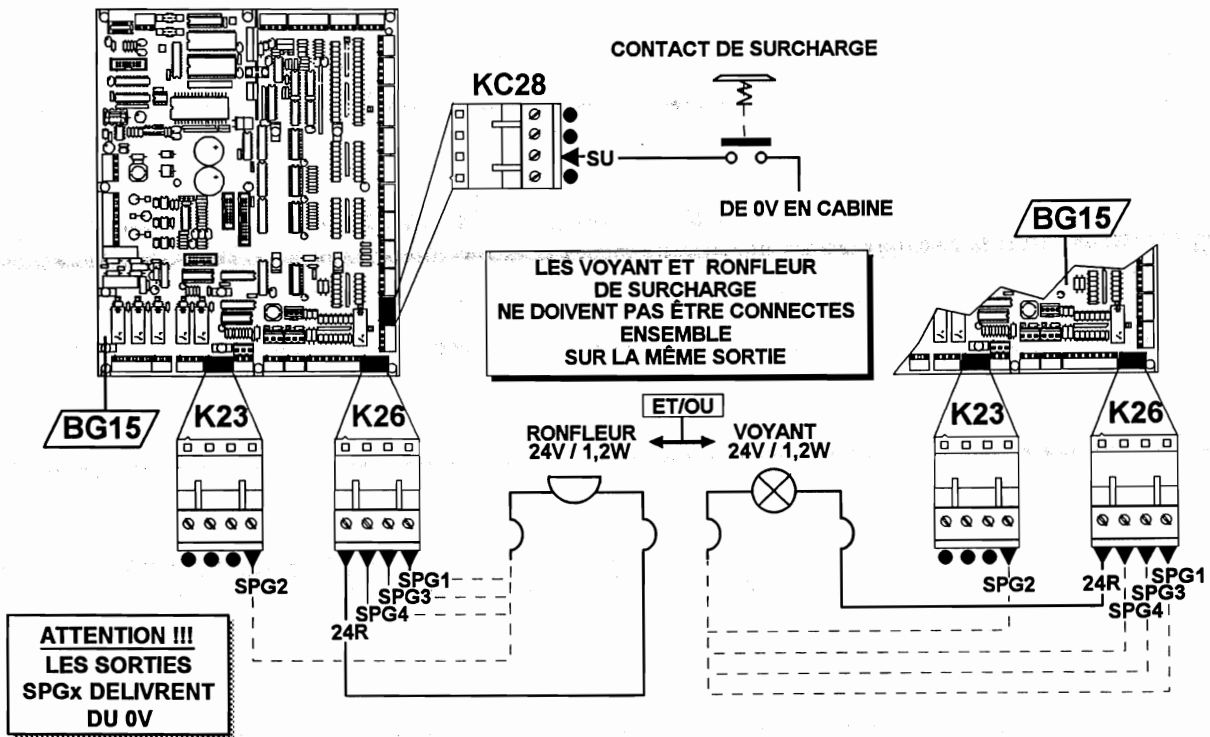 CONTACT DE SURCHARGE
KC28
SU
DE 0V EN CABINE
BG15
LES VOYANT ET RONFLEUR
DE SURCHARGE
NE DOIVENT PAS ÊTRE CONNECTES
ENSEMBLE
SUR LA MÊME SORTIE
BG15
K23
K26
ET/OU
RONFLEUR
24V / 1,2W
VOYANT
24V / 1,2W
K23
K26
SPG2
SPG1
SPG3
SPG4
24R
SPG2
24R
SPG1
SPG3
SPG4
ATTENTION !!!
LES SORTIES
SPGx DELIVRENT
DU 0V